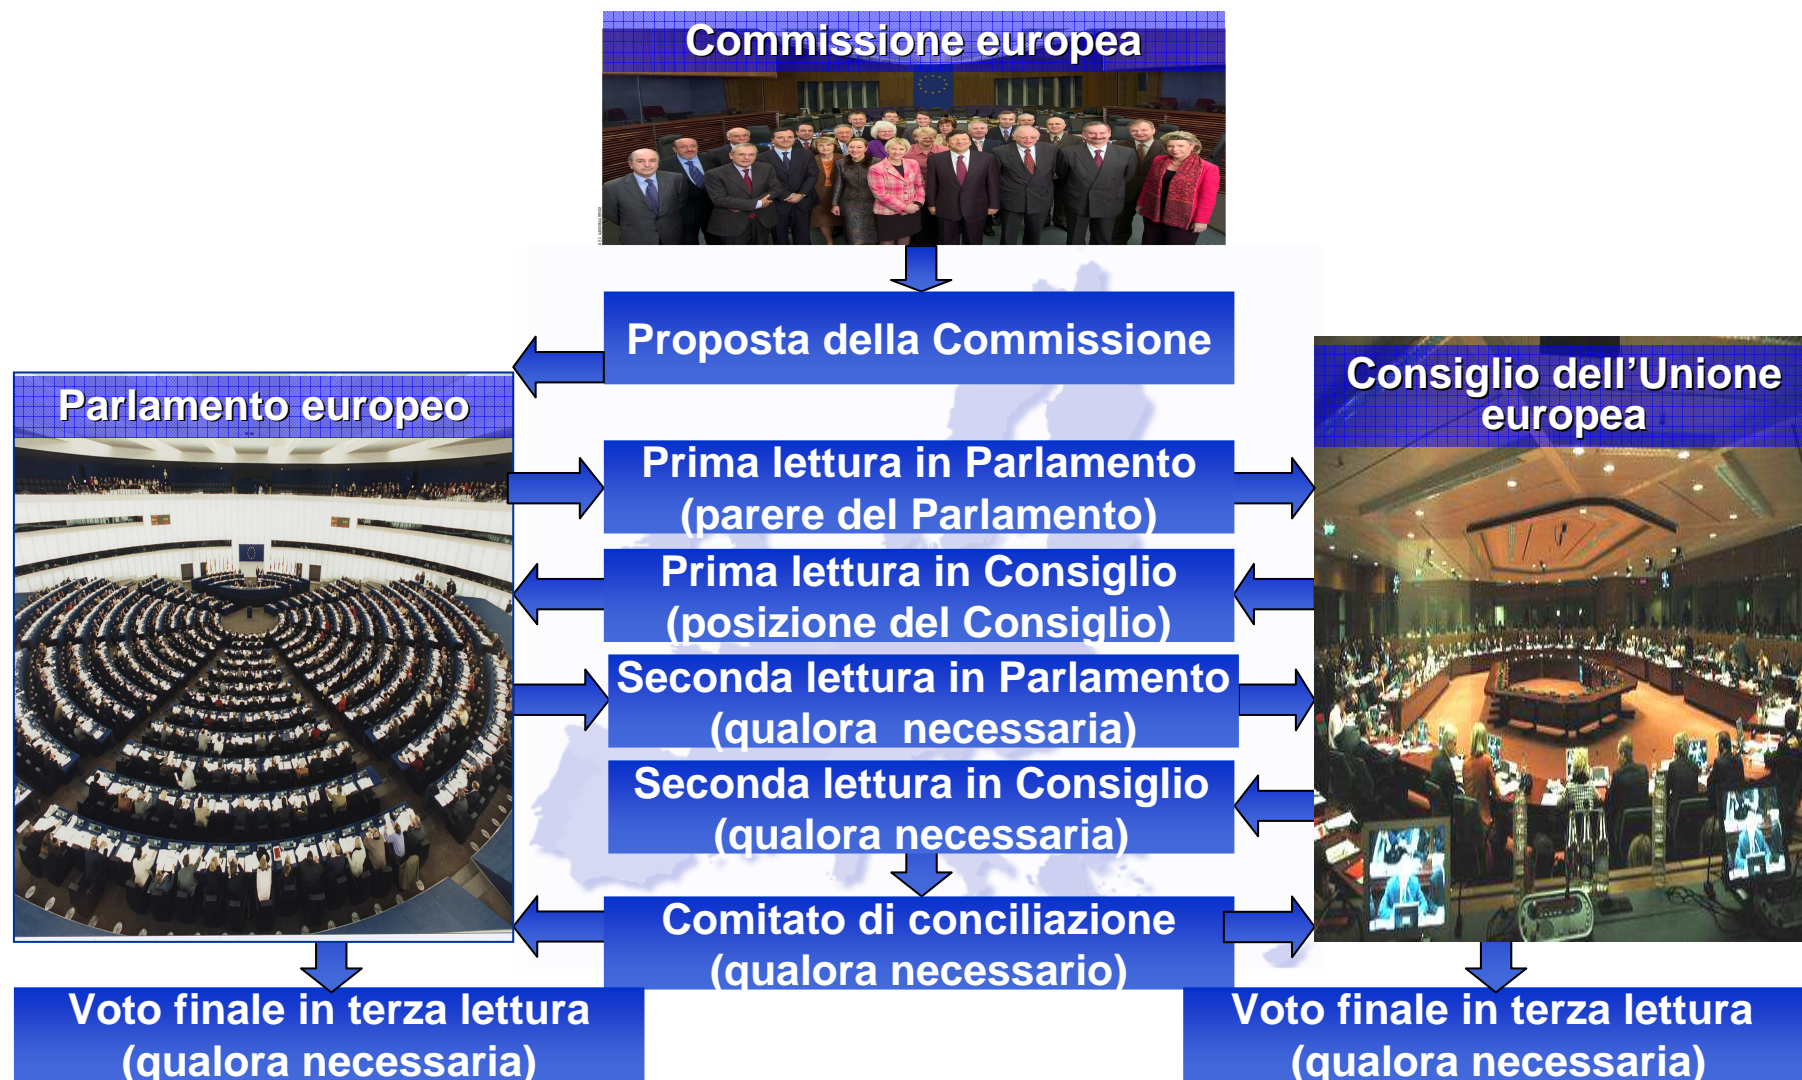 Commissione europea
Proposta della Commissione
Parlamento europeo
Consiglio dell’Unione
europea
Prima lettura in Parlamento
(parere del Parlamento)
Prima lettura in Consiglio
(posizione del Consiglio)
Seconda lettura in Parlamento
(qualora  necessaria)
Seconda lettura in Consiglio
(qualora necessaria)
Comitato di conciliazione
(qualora necessario)
Voto finale in terza lettura
(qualora necessaria)
Voto finale in terza lettura
(qualora necessaria)